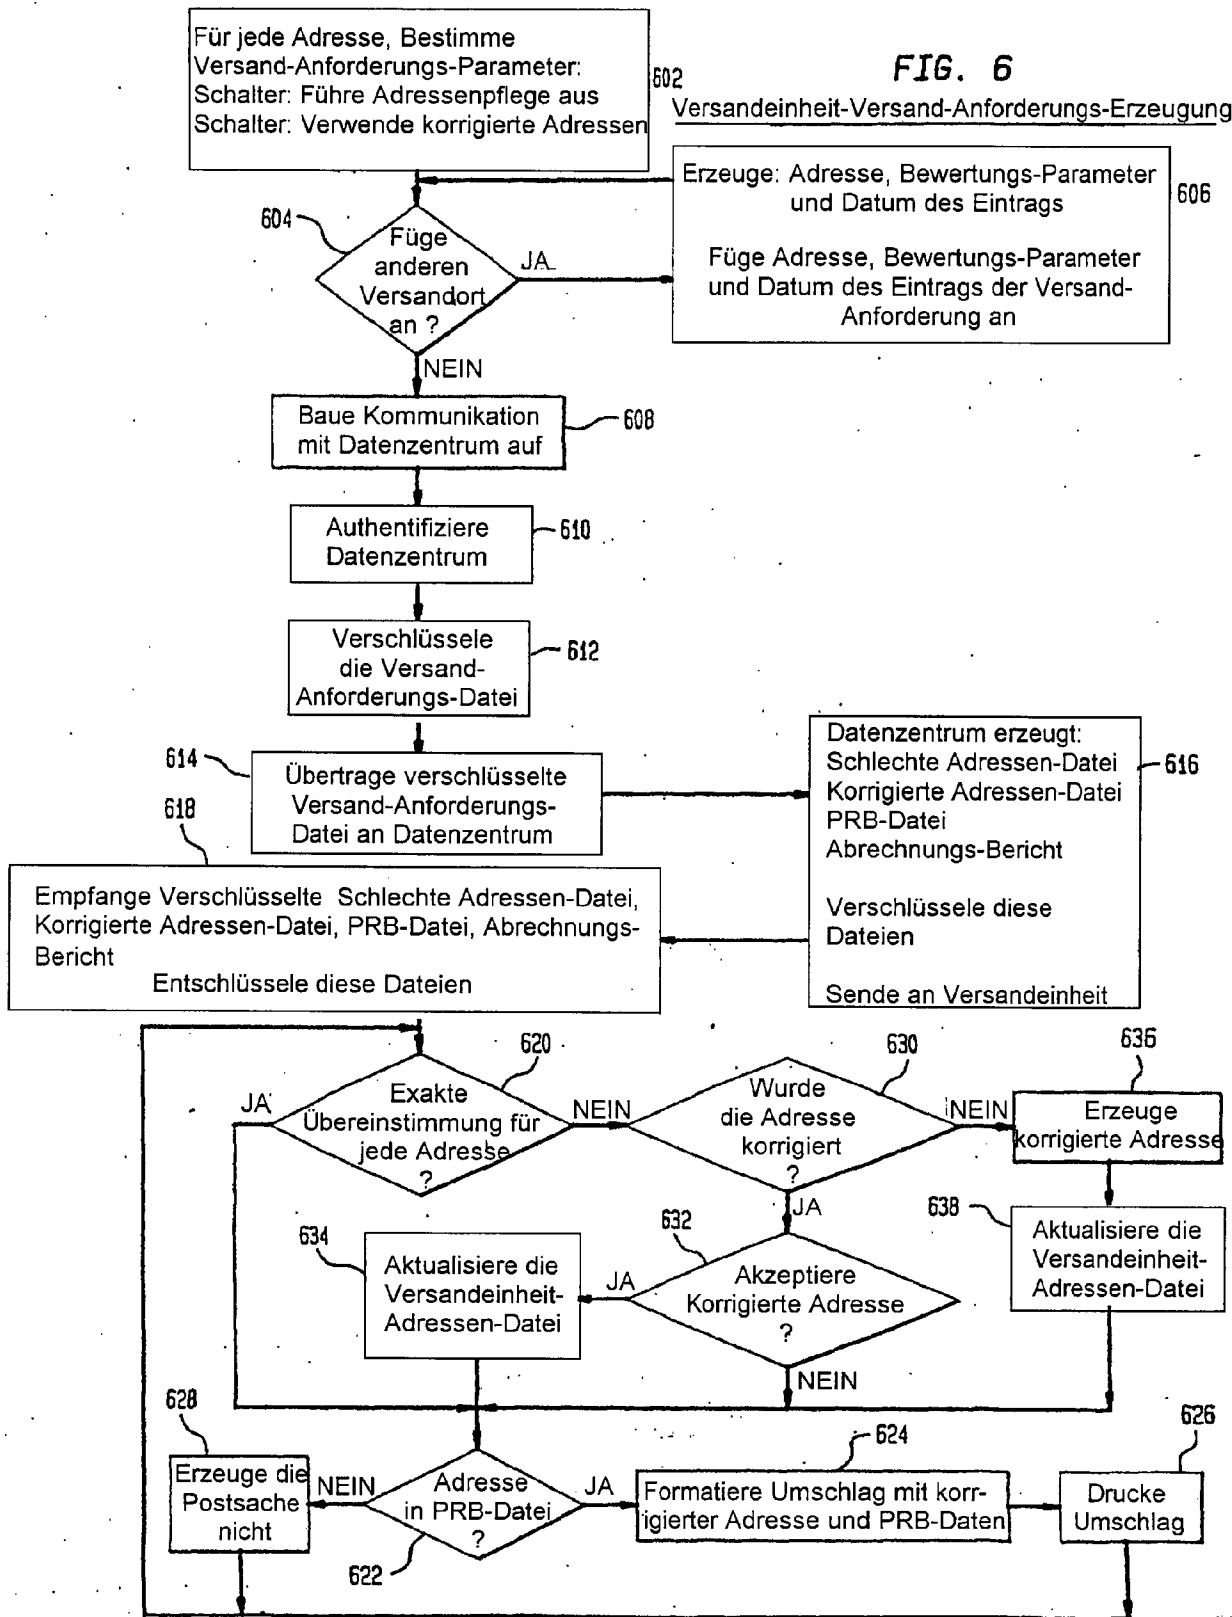 Für jede Adresse, Bestimme
Versand-Anforderungs-Parameter:
Schalter: Führe Adressenpflege aus
Schalter: Verwende korrigierte Adressen
602
FIG. 6
Versandeinheit-Versand-Anforderungs-Erzeugung
Erzeuge: Adresse, Bewertungs-Parameter
und Datum des Eintrags
Füge Adresse, Bewertungs-Parameter
und Datum des Eintrags der Versand-
Anforderung an
606
604
Füge
anderen
Versandort
an ?
JA
NEIN
Baue Kommunikation
mit Datenzentrum auf
608
Authentifiziere
Datenzentrum
610
Verschlüssele
die Versand-
Anforderungs-Datei
612
614
Übertrage verschlüsselte
Versand-Anforderungs-
Datei an Datenzentrum
Datenzentrum erzeugt:
Schlechte Adressen-Datei
Korrigierte Adressen-Datei
PRB-Datei
Abrechnungs-Bericht
Verschlüssele diese
Dateien
Sende an Versandeinheit
616
618
Empfange Verschlüsselte Schlechte Adressen-Datei,
Korrigierte Adressen-Datei, PRB-Datei, Abrechnungs-
Bericht
Entschlüssele diese Dateien
620
JA
Exakte
Übereinstimmung für
jede Adresse
?
NEIN
630
Wurde
die Adresse
korrigiert
?
NEIN
636
Erzeuge
korrigierte Adresse
JA
638
Aktualisiere die
Versandeinheit-
Adressen-Datei
632
Akzeptiere
Korrigierte Adresse
?
JA
634
Aktualisiere die
Versandeinheit-
Adressen-Datei
NEIN
628
Erzeuge die
Postsache
nicht
NEIN
Adresse
in PRB-Datei
?
622
JA
624
Formatiere Umschlag mit kor-
rigierter Adresse und PRB-Daten
626
Drucke
Umschlag